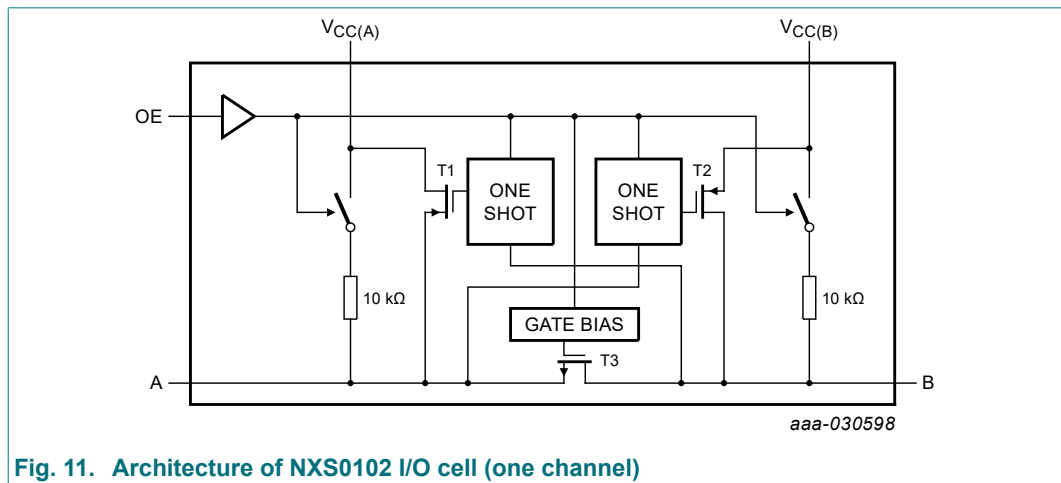 VCC(A)
VCC(B)
OE
T1
ONE
SHOT
ONE
SHOT
T2
10 kΩ
10 kΩ
GATE BIAS
T3
A
B
aaa-030598
Fig. 11. Architecture of NXS0102 I/O cell (one channel)